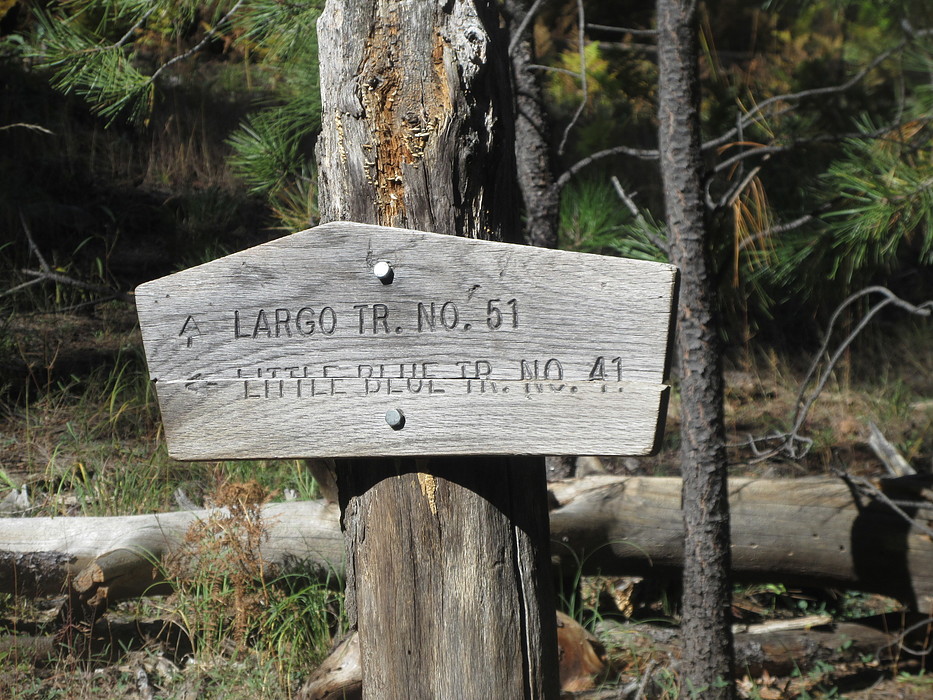 ↑ LARGO TR. NO. 51
← LITTLE BLUE TR. NO. 41